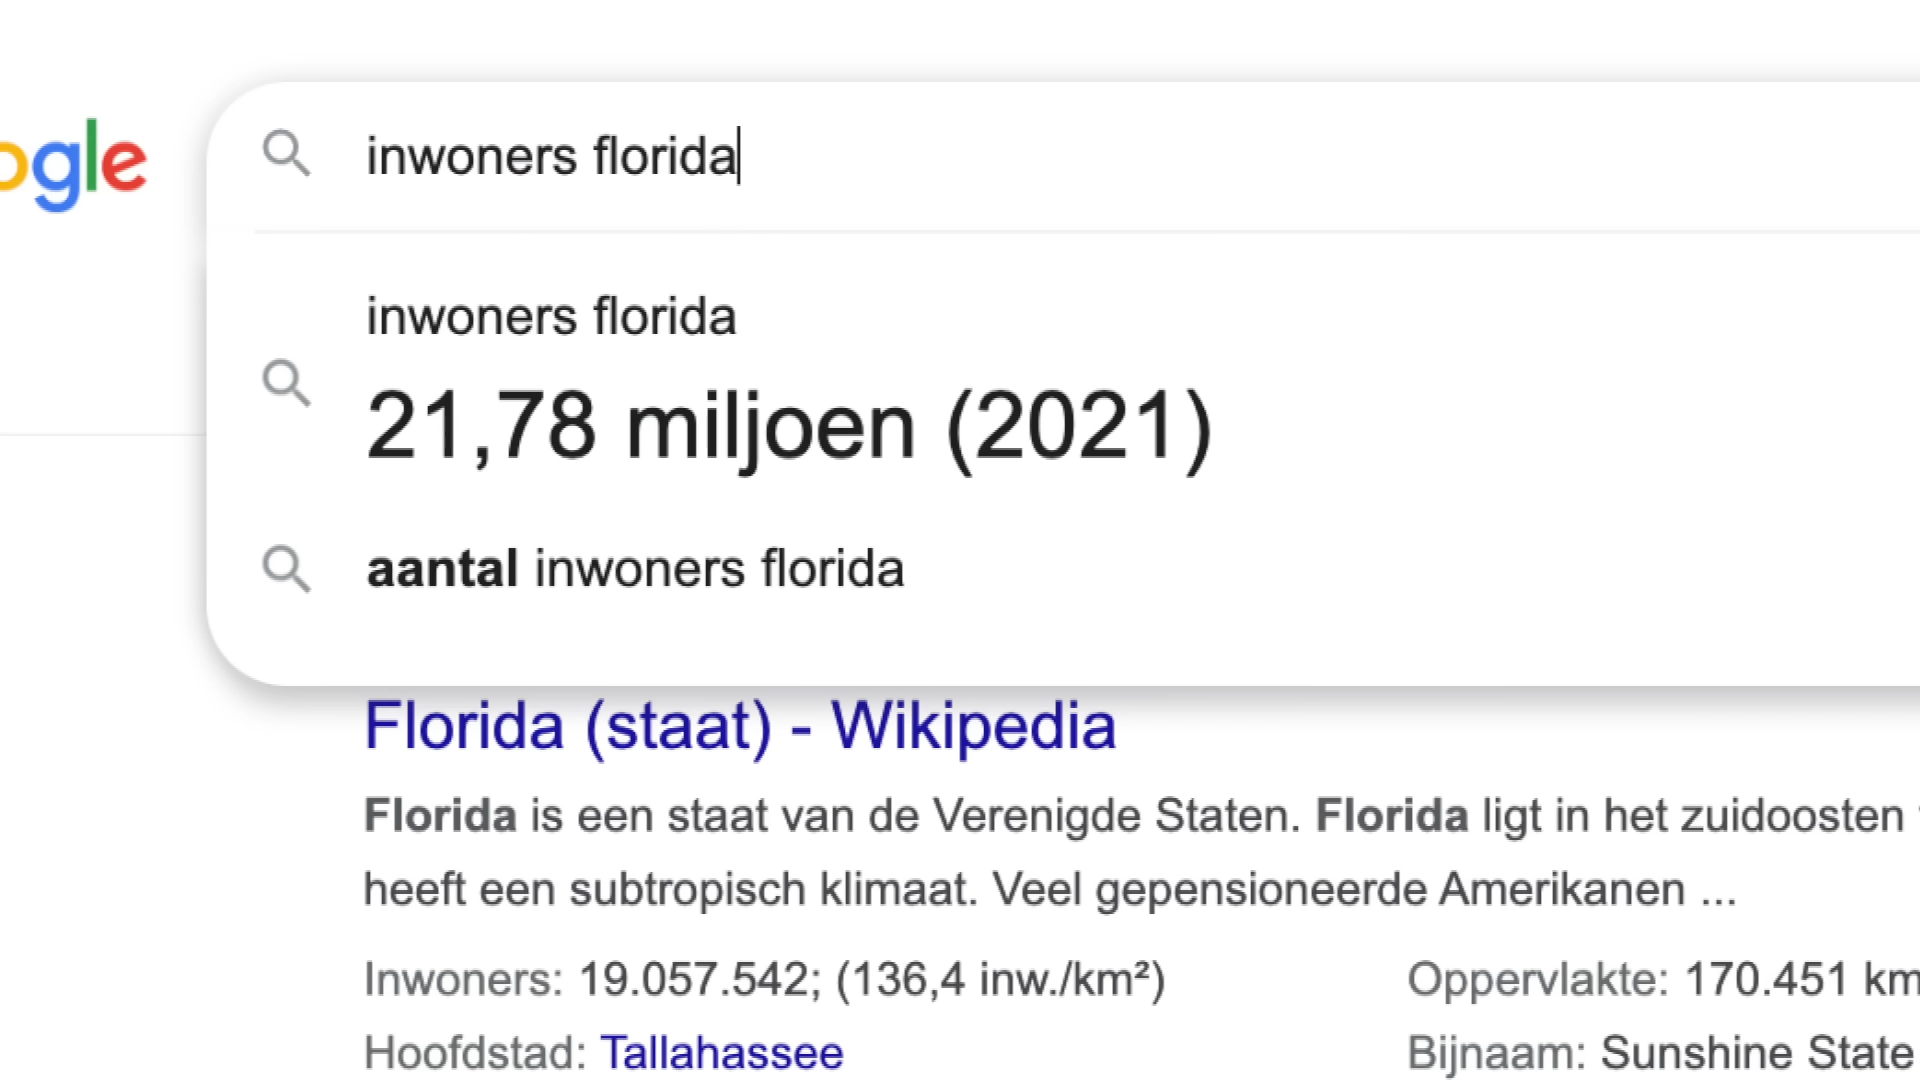 ogle
inwoners florida
inwoners florida
21,78 miljoen (2021)
aantal inwoners florida
Florida (staat) - Wikipedia
Florida is een staat van de Verenigde Staten. Florida ligt in het zuidoosten
heeft een subtropisch klimaat. Veel gepensioneerde Amerikanen ...
Inwoners: 19.057.542; (136,4 inw./km²) Oppervlakte: 170.451 km
Hoofdstad: Tallahassee Bijnaam: Sunshine State